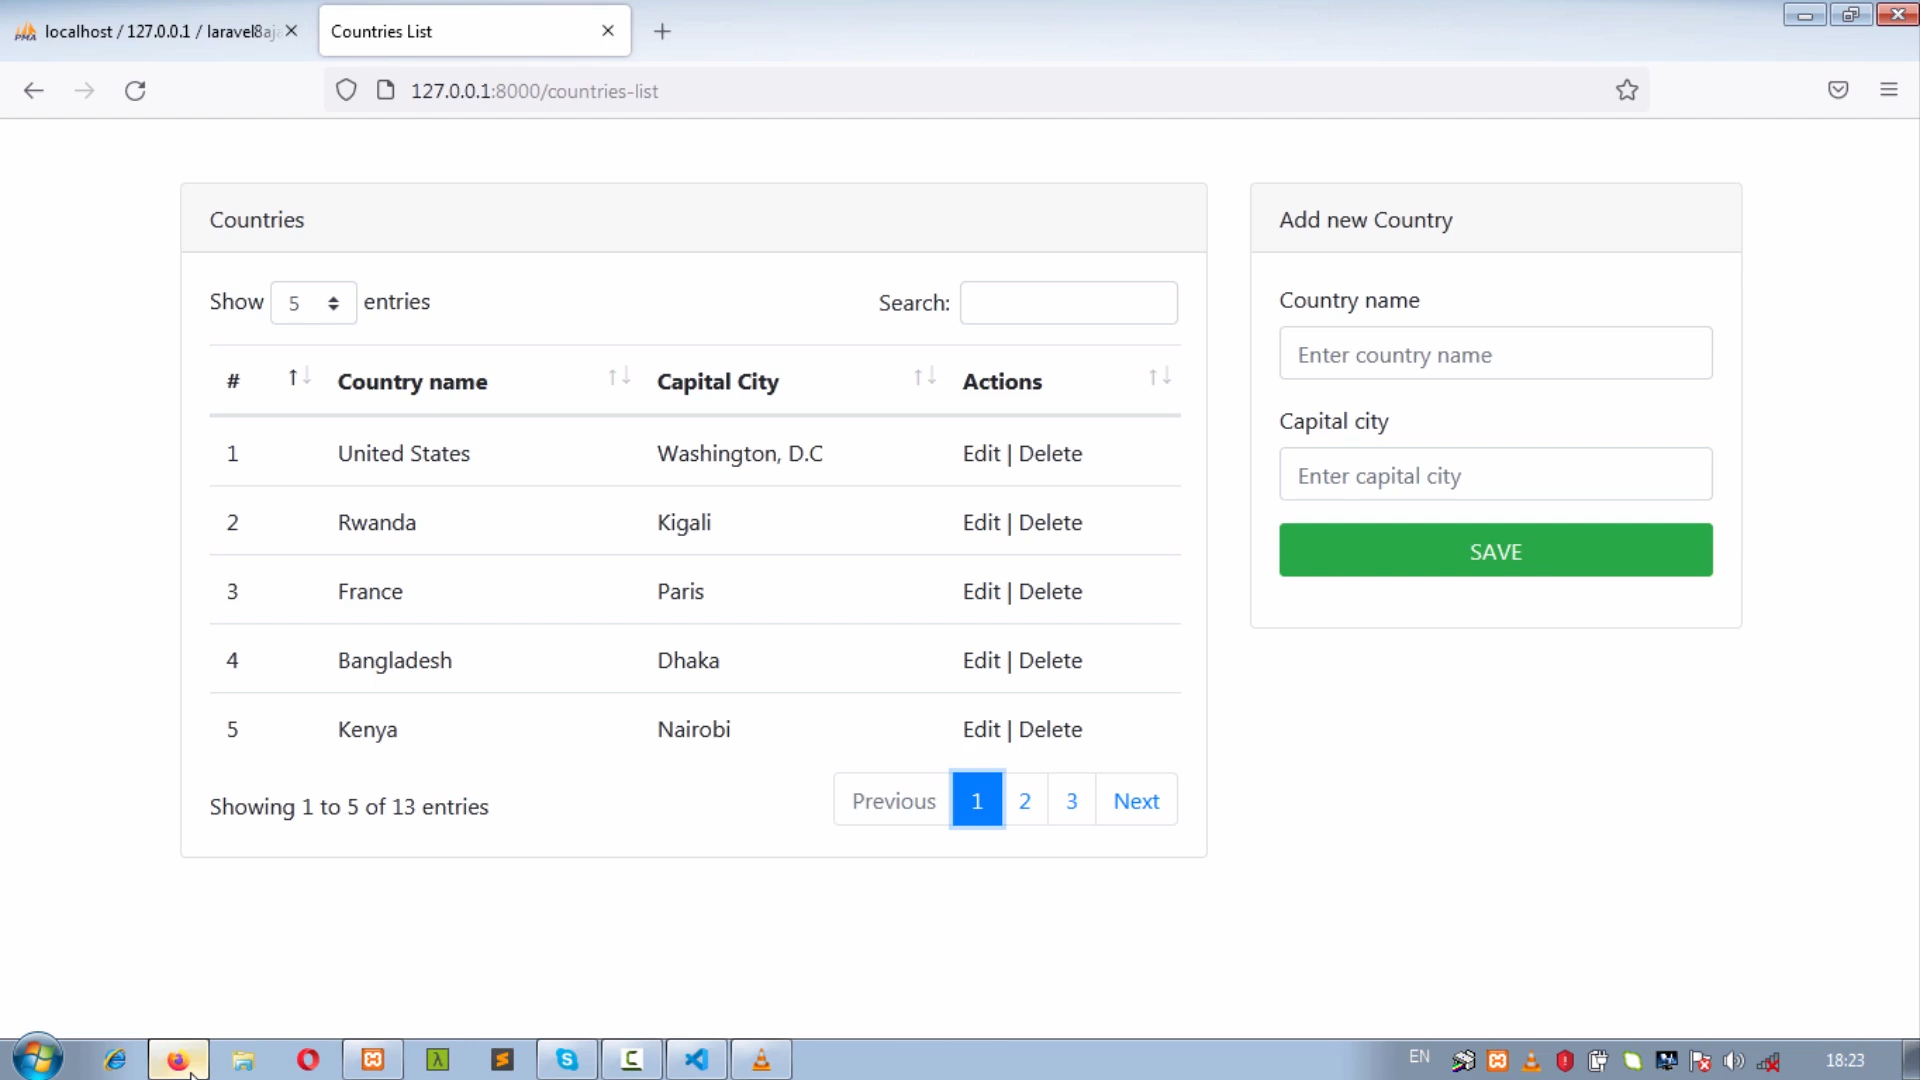 localhost / 127.0.0.1 / laravel8aj
Countries List
127.0.0.1:8000/countries-list
Countries
Add new Country
Show 5 entries
Search:
Country name
Enter country name
# Country name Capital City Actions
Capital city
Enter capital city
SAVE
1 United States Washington, D.C Edit | Delete
2 Rwanda Kigali Edit | Delete
3 France Paris Edit | Delete
4 Bangladesh Dhaka Edit | Delete
5 Kenya Nairobi Edit | Delete
Showing 1 to 5 of 13 entries
Previous 1 2 3 Next
EN
18:23